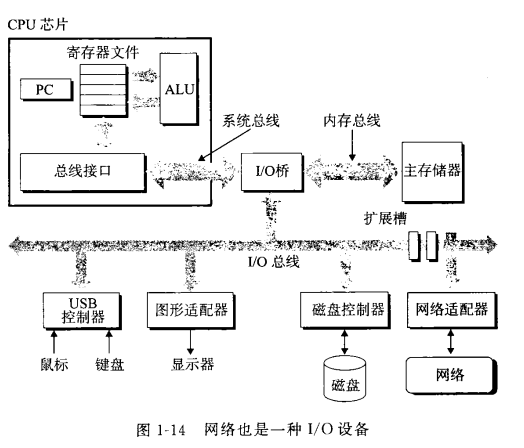 CPU 芯片
寄存器文件
PC
ALU
系统总线
内存总线
总线接口
I/O桥
主存储器
扩展槽
I/O 总线
USB
控制器
图形适配器
磁盘控制器
网络适配器
鼠标
键盘
显示器
磁盘
网络
图 1-14 网络也是一种 I/O 设备